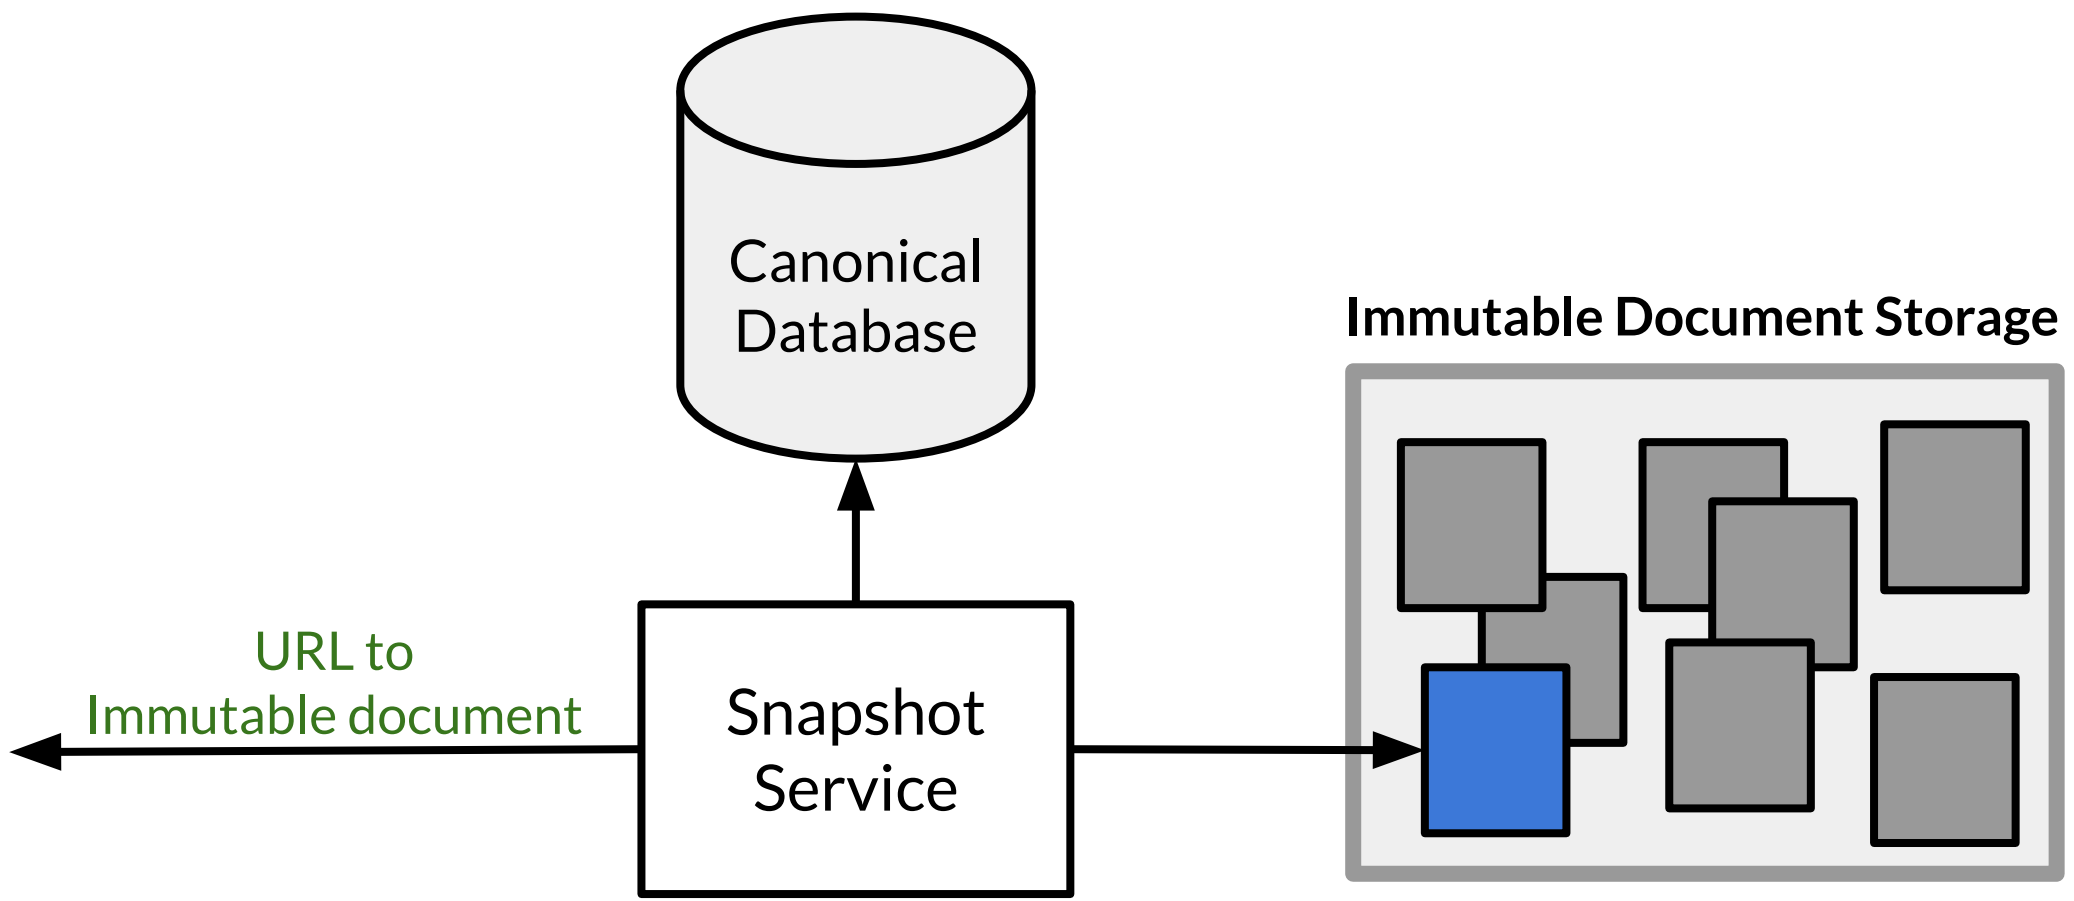 Canonical
Database
Immutable Document Storage
URL to
Immutable document
Snapshot
Service